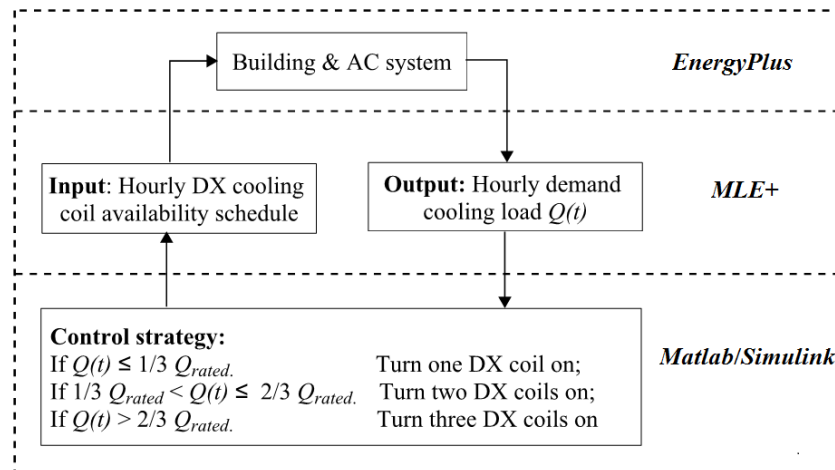 Building & AC system
EnergyPlus
Input: Hourly DX cooling
coil availability schedule
Output: Hourly demand
cooling load Q(t)
MLE+
Control strategy:
If Q(t) ≤ 1/3 Qrated. Turn one DX coil on;
If 1/3 Qrated < Q(t) ≤ 2/3 Qrated. Turn two DX coils on;
If Q(t) > 2/3 Qrated. Turn three DX coils on
Matlab/Simulink